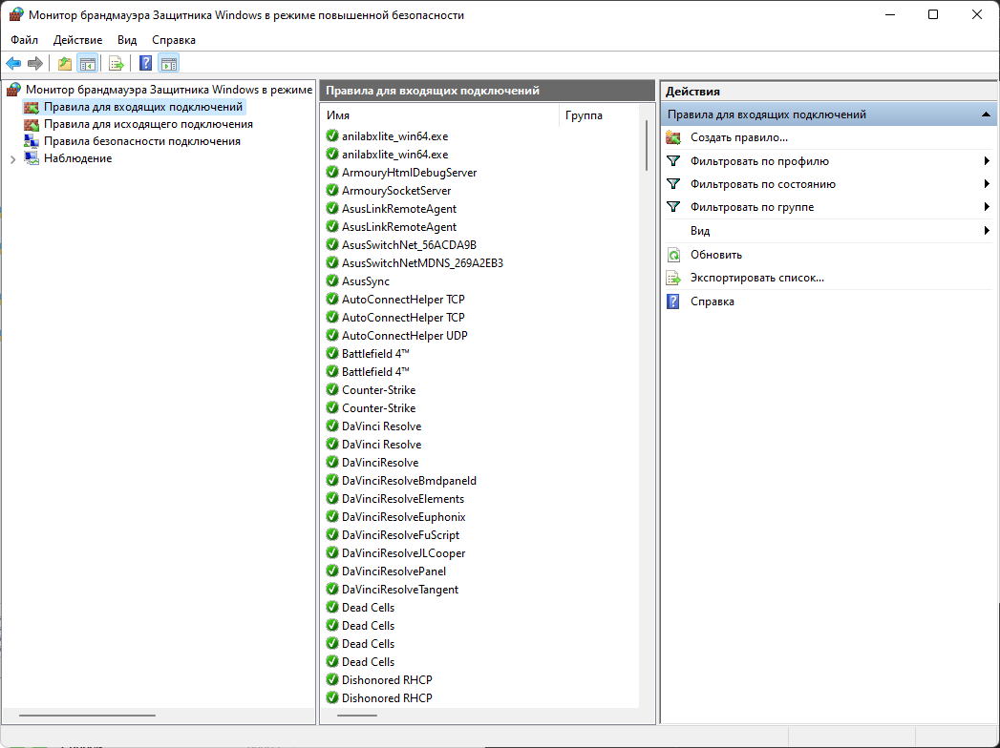 Монитор брандмауэра Защитника Windows в режиме повышенной безопасности
Файл Действие Вид Справка
Монитор брандмауэра Защитника Windows в режиме
Правила для входящих подключений
Правила для исходящего подключения
Правила безопасности подключения
Наблюдение
Правила для входящих подключений
Имя Группа
anilabxlite_win64.exe
anilabxlite_win64.exe
ArmouryHtmlDebugServer
ArmourySocketServer
AsusLinkRemoteAgent
AsusLinkRemoteAgent
AsusSwitchNet_56ACDA9B
AsusSwitchNetMDNS_269A2EB3
AsusSync
AutoConnectHelper TCP
AutoConnectHelper TCP
AutoConnectHelper UDP
Battlefield 4™
Battlefield 4™
Counter-Strike
Counter-Strike
DaVinci Resolve
DaVinci Resolve
DaVinciResolve
DaVinciResolveBmdpaneld
DaVinciResolveElements
DaVinciResolveEuphonix
DaVinciResolveFuScript
DaVinciResolveJLCooper
DaVinciResolvePanel
DaVinciResolveTangent
Dead Cells
Dead Cells
Dead Cells
Dead Cells
Dishonored RHCP
Dishonored RHCP
Действия
Правила для входящих подключений
Создать правило...
Фильтровать по профилю
Фильтровать по состоянию
Фильтровать по группе
Вид
Обновить
Экспортировать список...
Справка